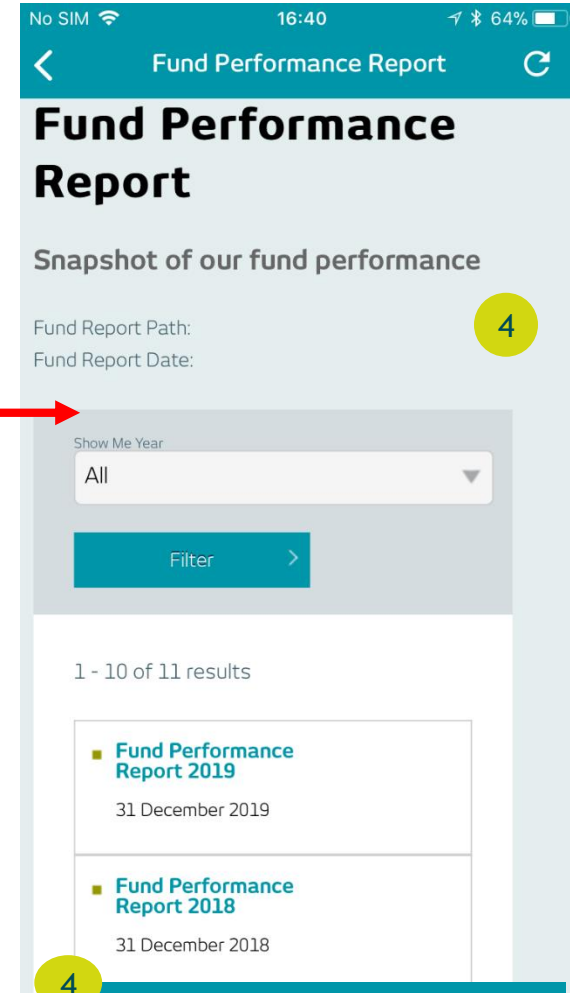 No SIM 16:40 64%
Fund Performance Report
Fund Performance
Report
Snapshot of our fund performance
Fund Report Path:
4
Fund Report Date:
Show Me Year
All
Filter
1 - 10 of 11 results
Fund Performance
Report 2019
31 December 2019
Fund Performance
Report 2018
31 December 2018
4